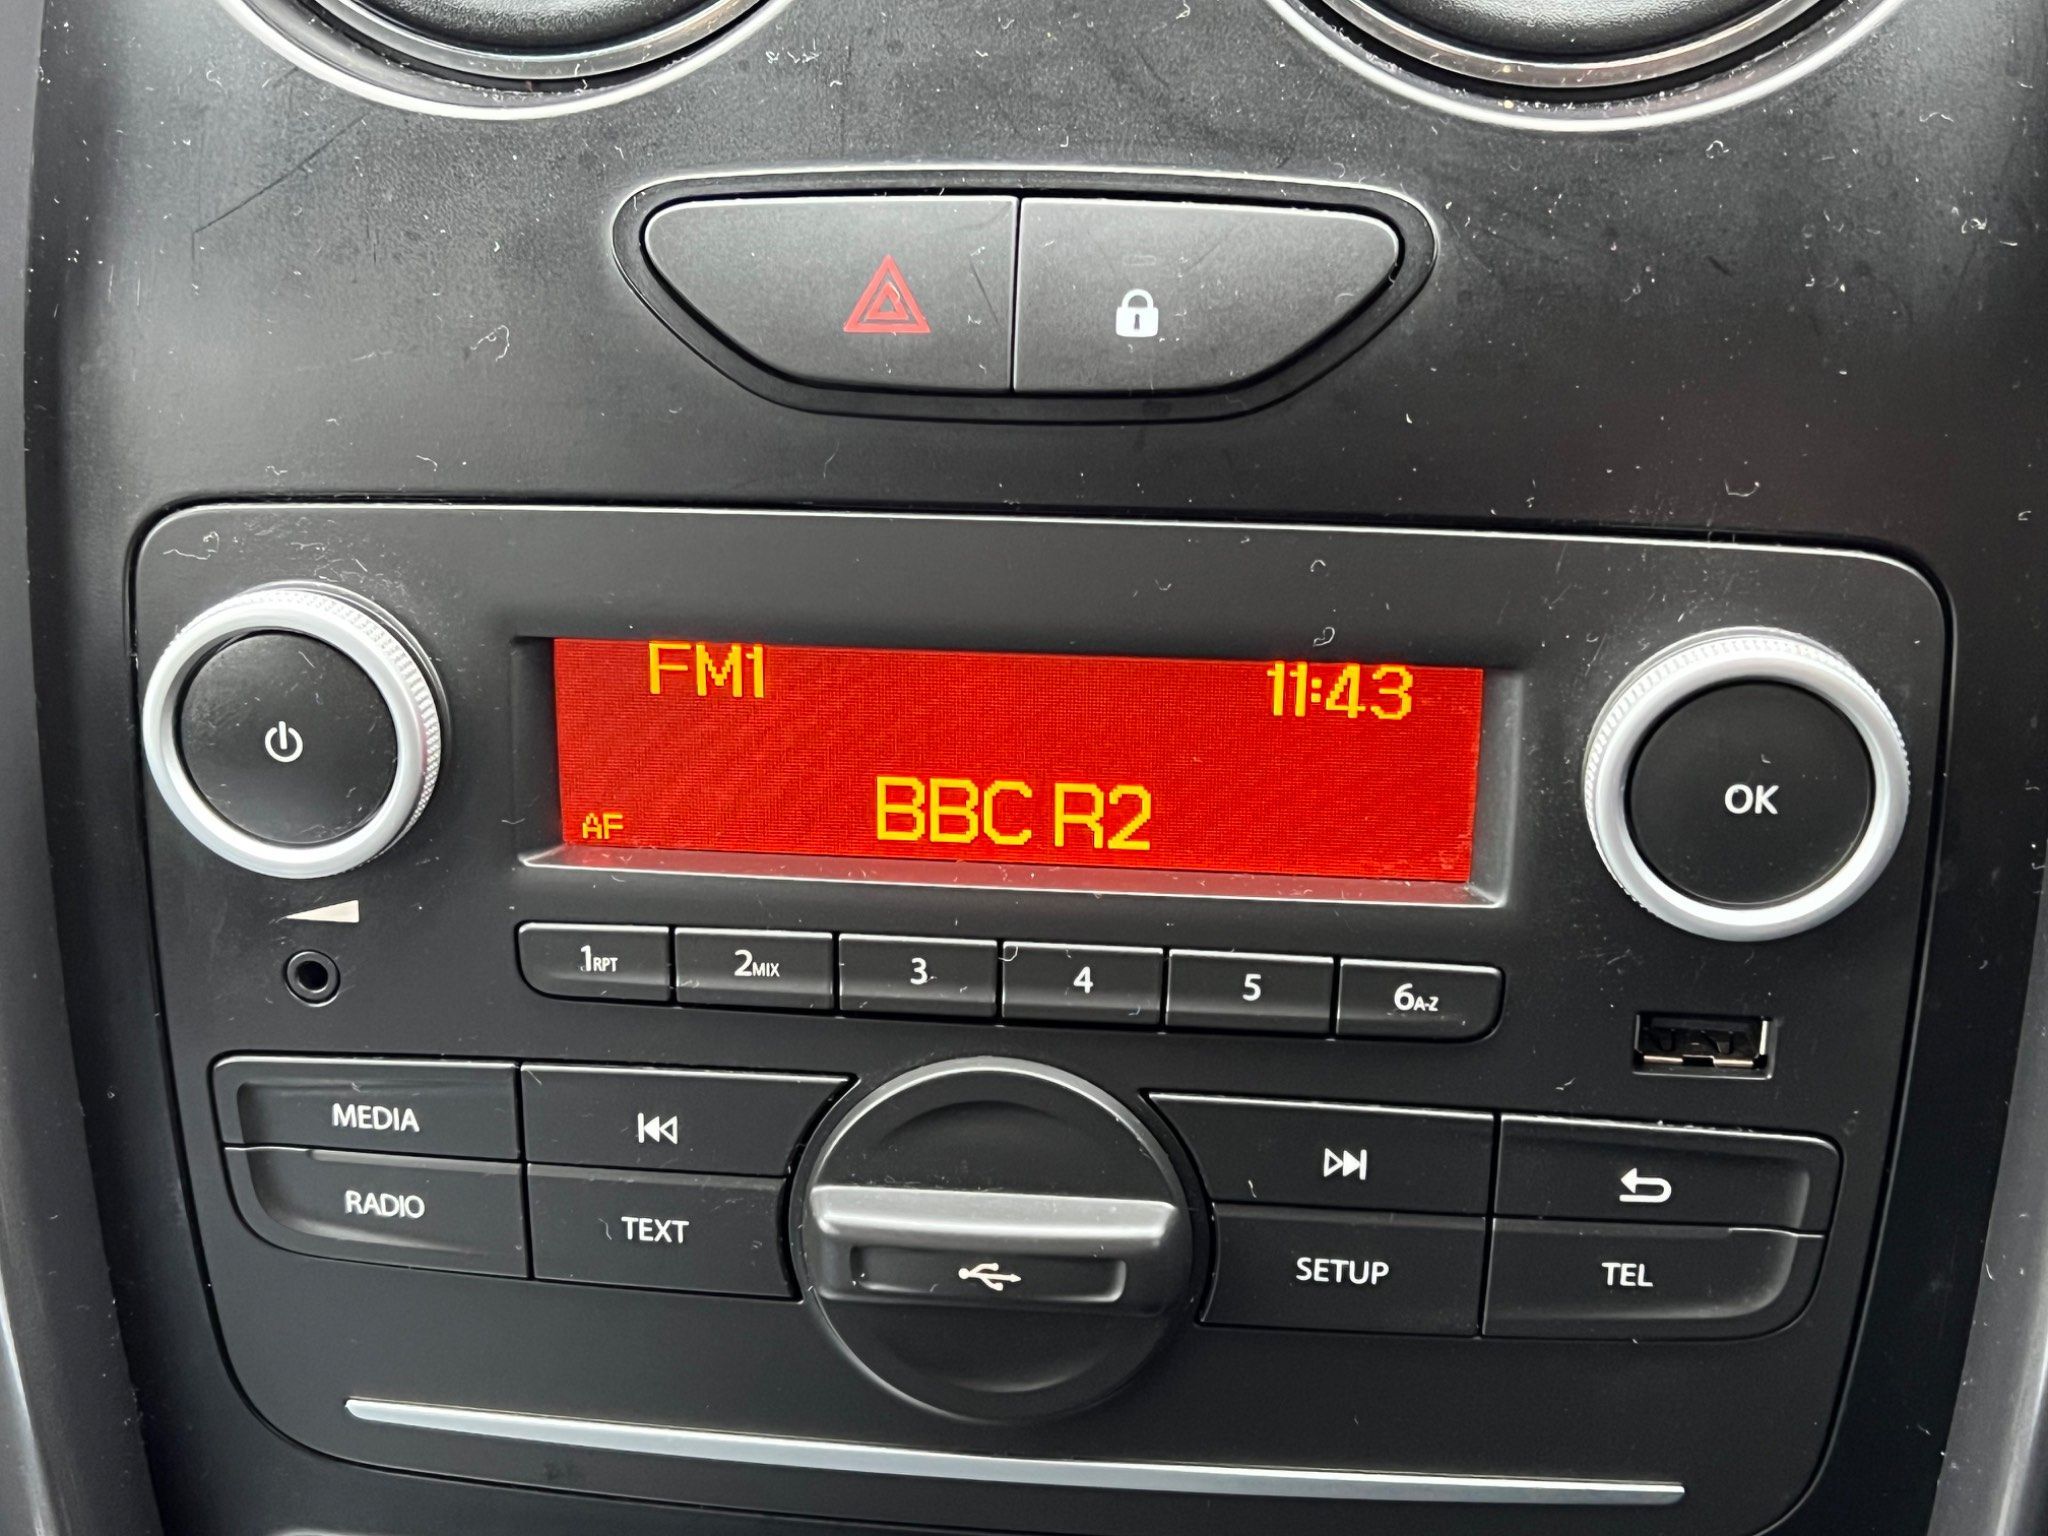 FM1 11:43
BBC R2
AF
OK
1RPT 2MIX 3 4 5 6A-Z
MEDIA
RADIO TEXT
SETUP TEL